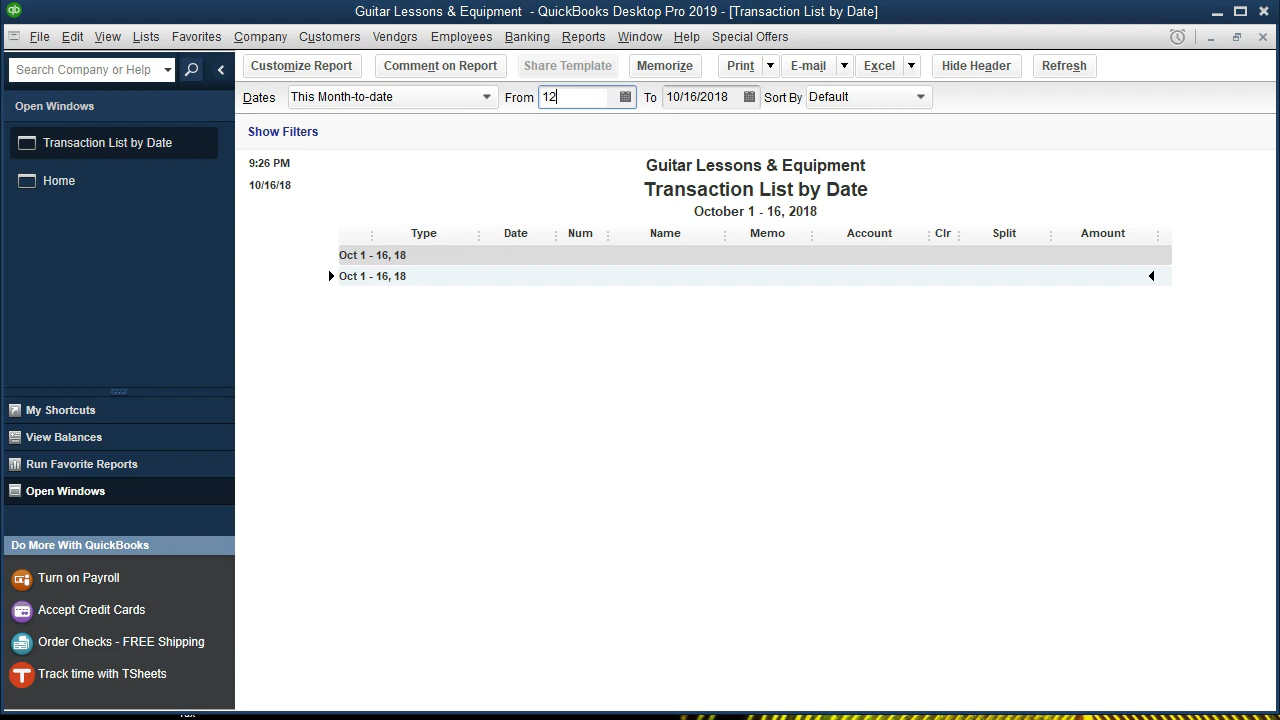 Guitar Lessons & Equipment - QuickBooks Desktop Pro 2019 - [Transaction List by Date]
File Edit View Lists Favorites Company Customers Vendors Employees Banking Reports Window Help Special Offers
Search Company or Help
Customize Report Comment on Report Share Template Memorize Print E-mail Excel Hide Header Refresh
Dates This Month-to-date From 12 To 10/16/2018 Sort By Default
Open Windows
Transaction List by Date
Home
My Shortcuts
View Balances
Run Favorite Reports
Open Windows
Do More With QuickBooks
Turn on Payroll
Accept Credit Cards
Order Checks - FREE Shipping
Track time with TSheets
Show Filters
9:26 PM
10/16/18
Guitar Lessons & Equipment
Transaction List by Date
October 1 - 16, 2018
Type Date Num Name Memo Account Clr Split Amount
Oct 1 - 16, 18
Oct 1 - 16, 18